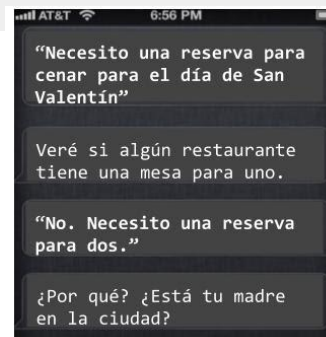 AT&T 6:56 PM
“Necesito una reserva para
cenar para el día de San
Valentín”
Veré si algún restaurante
tiene una mesa para uno.
“No. Necesito una reserva
para dos.”
¿Por qué? ¿Está tu madre
en la ciudad?